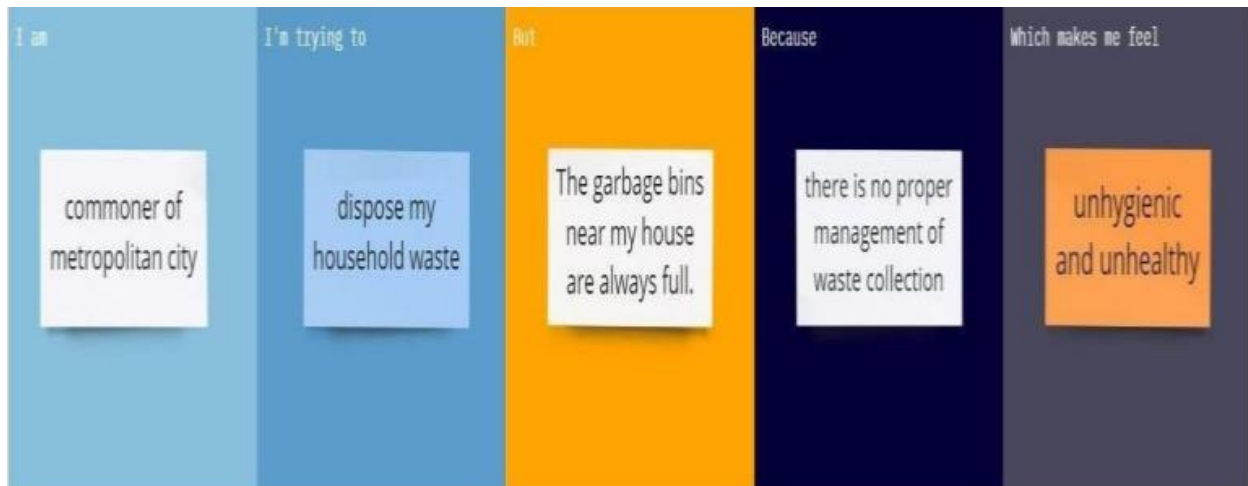 I am
commoner of
metropolitan city
I'm trying to
dispose my
household waste
But
The garbage bins
near my house
are always full.
Because
there is no proper
management of
waste collection
Which makes me feel
unhygienic
and unhealthy